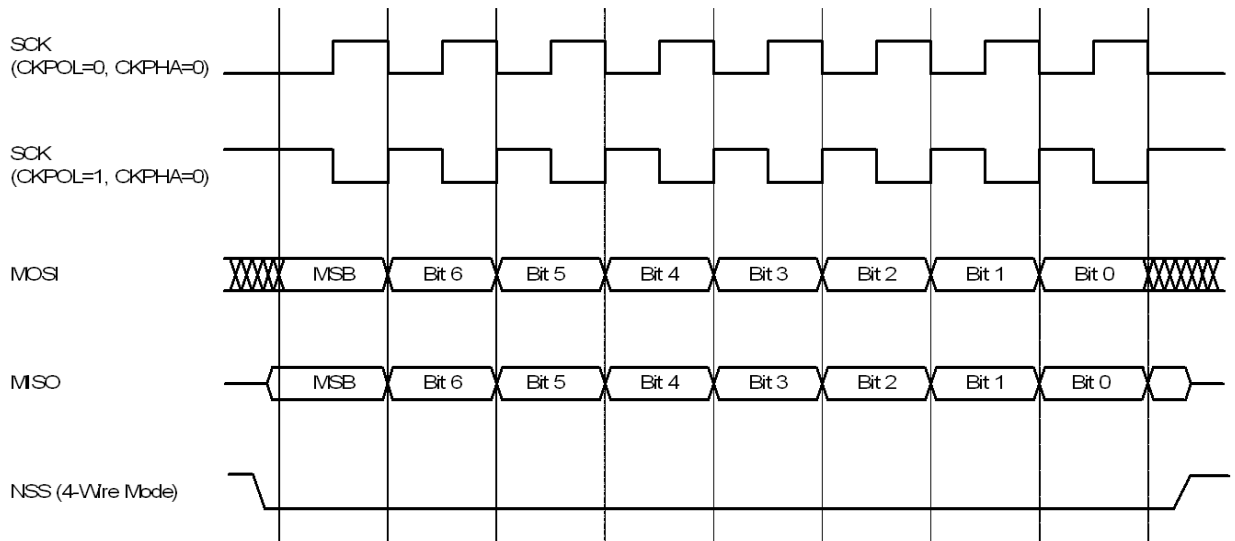 SCK
(CKPOL=0, CKPHA=0)
SCK
(CKPOL=1, CKPHA=0)
MOSI
MSB Bit 6 Bit 5 Bit 4 Bit 3 Bit 2 Bit 1 Bit 0
MISO
MSB Bit 6 Bit 5 Bit 4 Bit 3 Bit 2 Bit 1 Bit 0
NSS (4-Wire Mode)